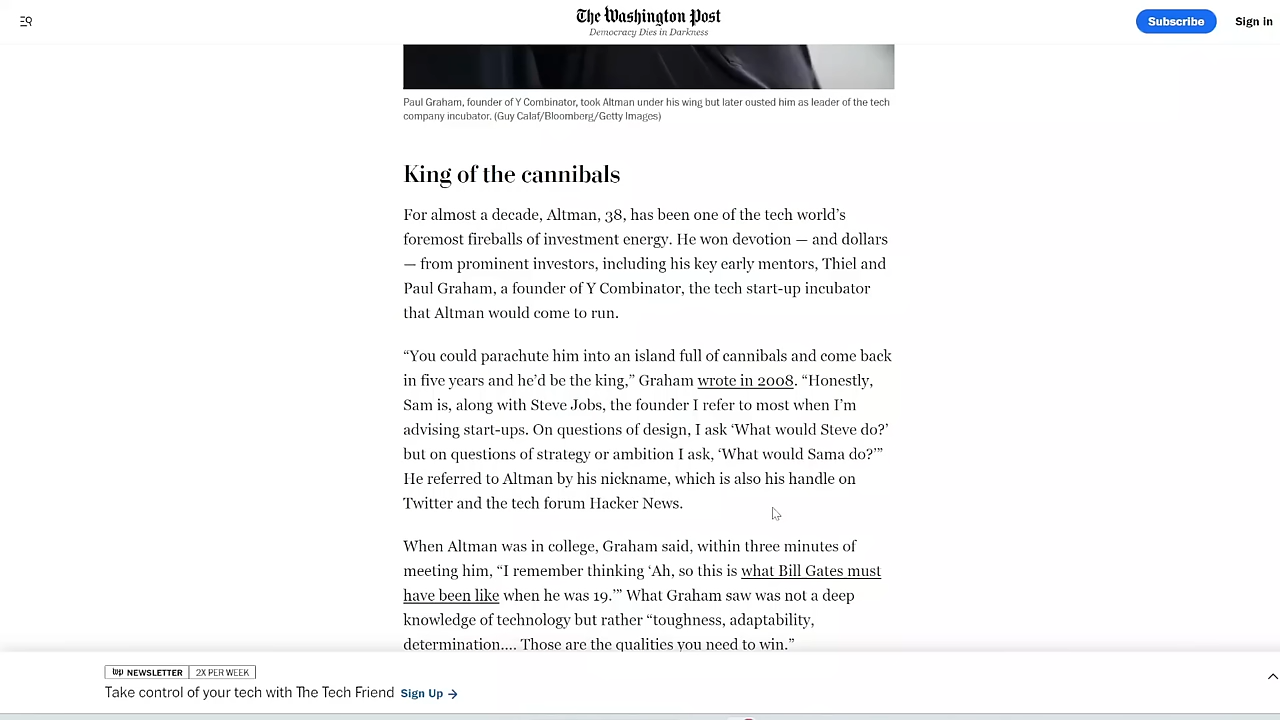 The Washington Post
Democracy Dies in Darkness
Subscribe
Sign in
Paul Graham, founder of Y Combinator, took Altman under his wing but later ousted him as leader of the tech
company incubator. (Guy Calaf/Bloomberg/Getty Images)
King of the cannibals
For almost a decade, Altman, 38, has been one of the tech world’s
foremost fireballs of investment energy. He won devotion — and dollars
— from prominent investors, including his key early mentors, Thiel and
Paul Graham, a founder of Y Combinator, the tech start-up incubator
that Altman would come to run.
“You could parachute him into an island full of cannibals and come back
in five years and he’d be the king,” Graham wrote in 2008. “Honestly,
Sam is, along with Steve Jobs, the founder I refer to most when I’m
advising start-ups. On questions of design, I ask ‘What would Steve do?’
but on questions of strategy or ambition I ask, ‘What would Sama do?’”
He referred to Altman by his nickname, which is also his handle on
Twitter and the tech forum Hacker News.
When Altman was in college, Graham said, within three minutes of
meeting him, “I remember thinking ‘Ah, so this is what Bill Gates must
have been like when he was 19.’” What Graham saw was not a deep
knowledge of technology but rather “toughness, adaptability,
determination.... Those are the qualities you need to win.”
wp NEWSLETTER 2X PER WEEK
Take control of your tech with The Tech Friend Sign Up →